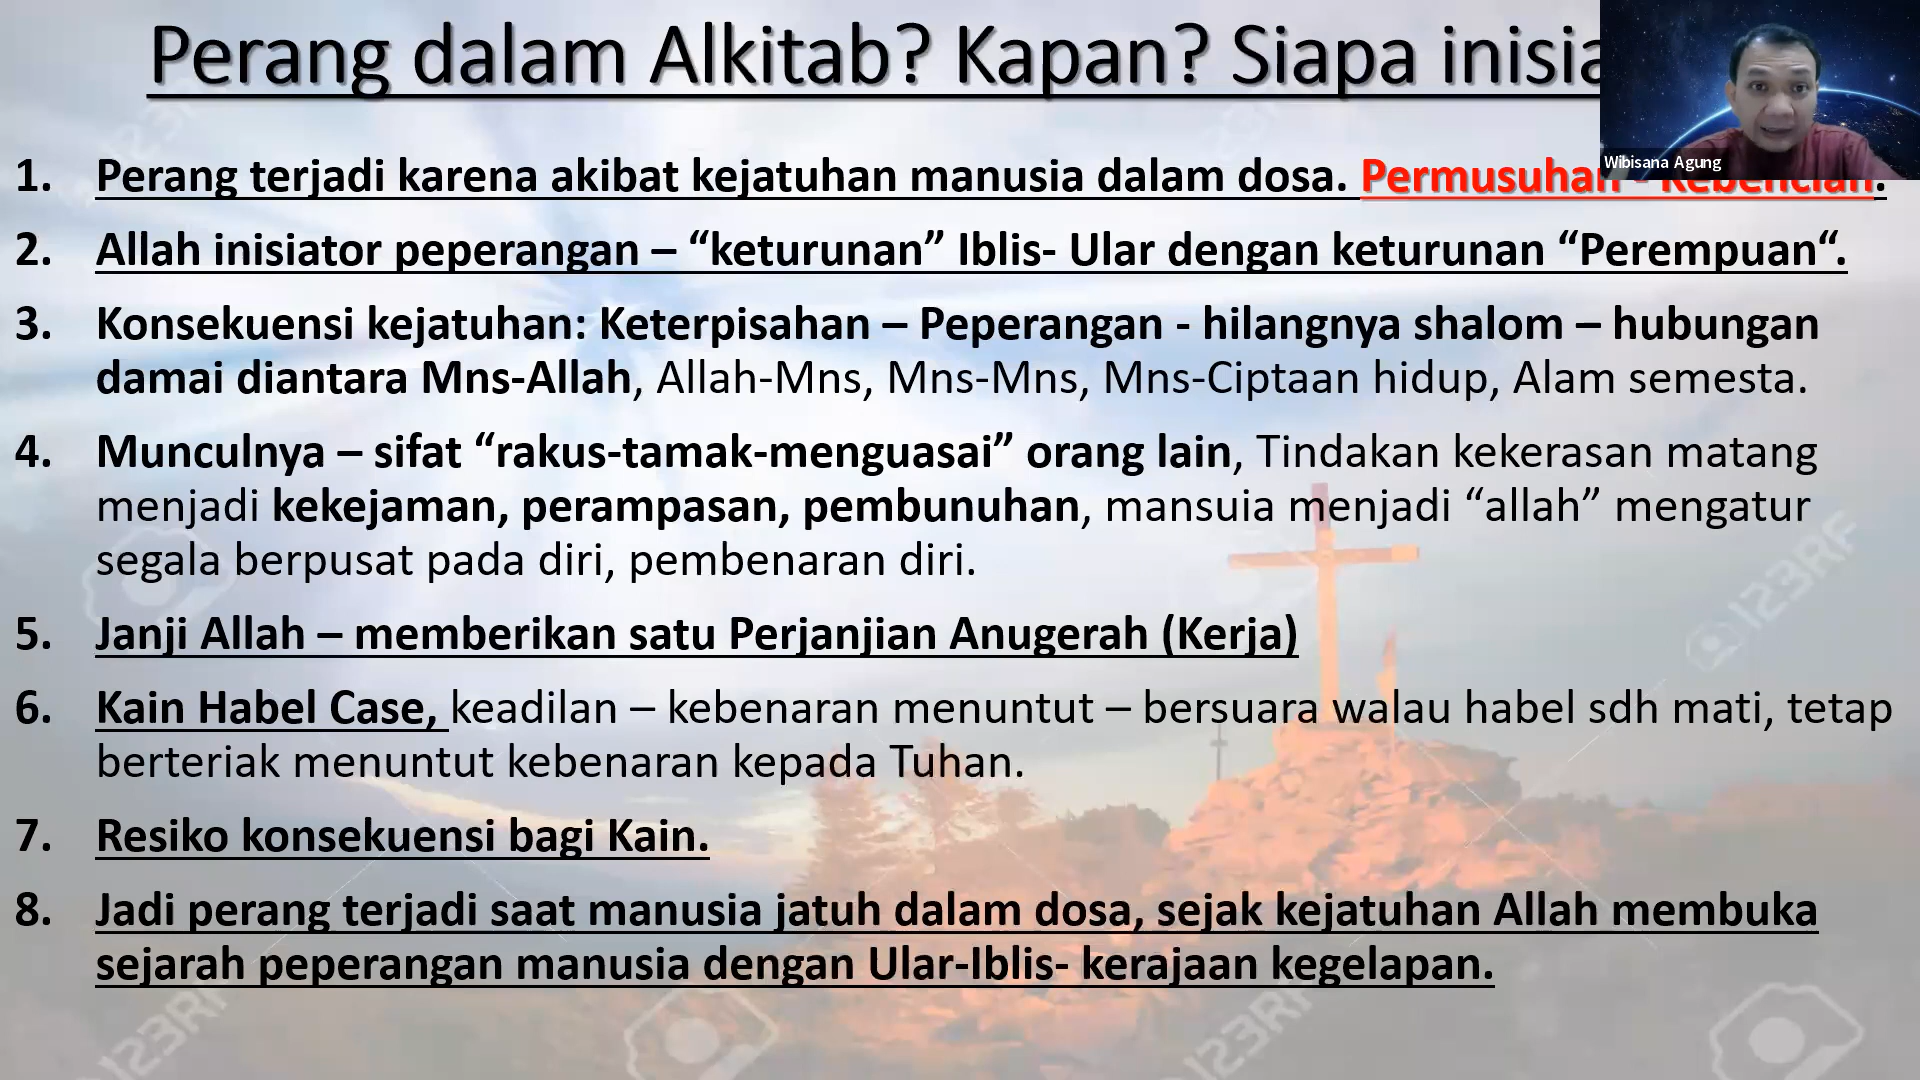 Perang dalam Alkitab? Kapan? Siapa
Wibisana Agung
1. Perang terjadi karena akibat kejatuhan manusia dalam dosa. Permusuhan - Kebencian.
2. Allah inisiator peperangan – “keturunan” Iblis- Ular dengan keturunan “Perempuan“.
3. Konsekuensi kejatuhan: Keterpisahan – Peperangan - hilangnya shalom – hubungan
damai diantara Mns-Allah, Allah-Mns, Mns-Mns, Mns-Ciptaan hidup, Alam semesta.
4. Munculnya – sifat “rakus-tamak-menguasai” orang lain, Tindakan kekerasan matang
menjadi kekejaman, perampasan, pembunuhan, mansuia menjadi “allah” mengatur
segala berpusat pada diri, pembenaran diri.
5. Janji Allah – memberikan satu Perjanjian Anugerah (Kerja)
6. Kain Habel Case, keadilan – kebenaran menuntut – bersuara walau habel sdh mati, tetap
berteriak menuntut kebenaran kepada Tuhan.
7. Resiko konsekuensi bagi Kain.
8. Jadi perang terjadi saat manusia jatuh dalam dosa, sejak kejatuhan Allah membuka
sejarah peperangan manusia dengan Ular-Iblis- kerajaan kegelapan.
123RF
123RF
123RF